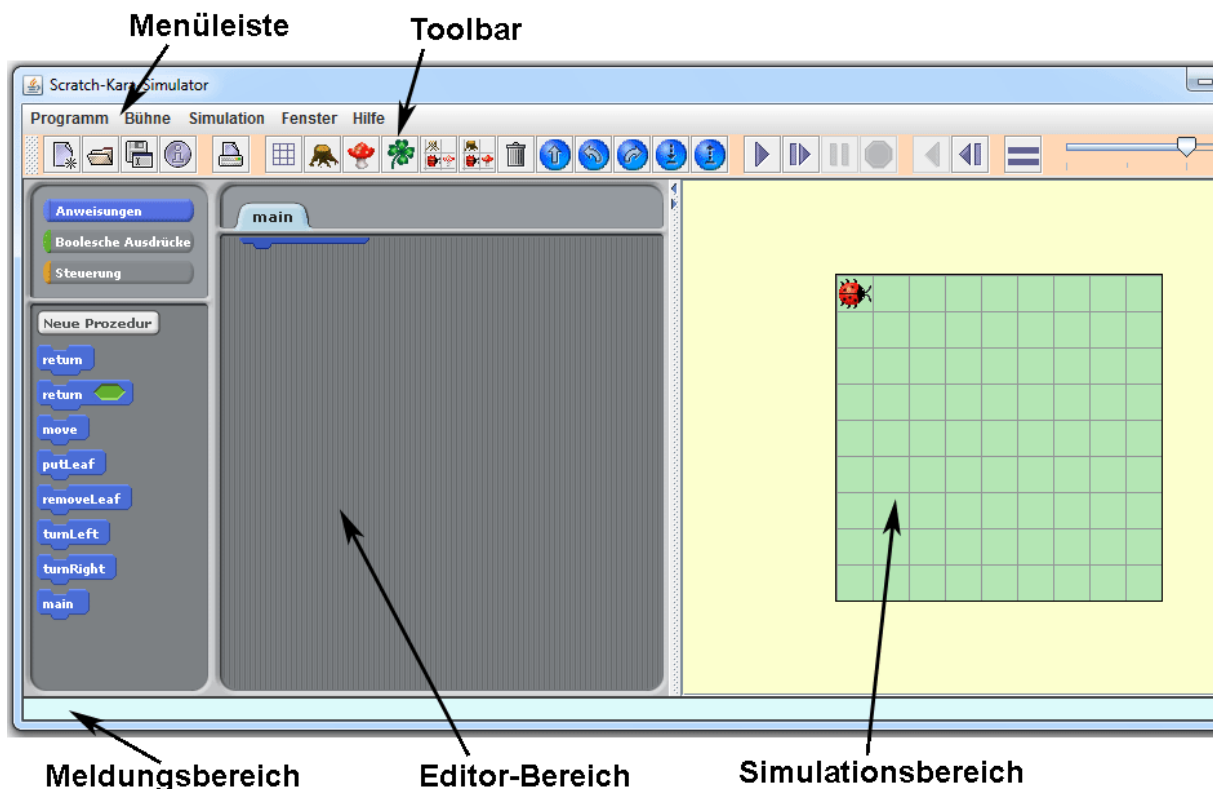 Menüleiste
Toolbar
Scratch-Kara-Simulator
Programm Bühne Simulation Fenster Hilfe
Anweisungen
Boolesche Ausdrücke
Steuerung
main
Neue Prozedur
return
return
move
putLeaf
removeLeaf
turnLeft
turnRight
main
Meldungsbereich
Editor-Bereich
Simulationsbereich